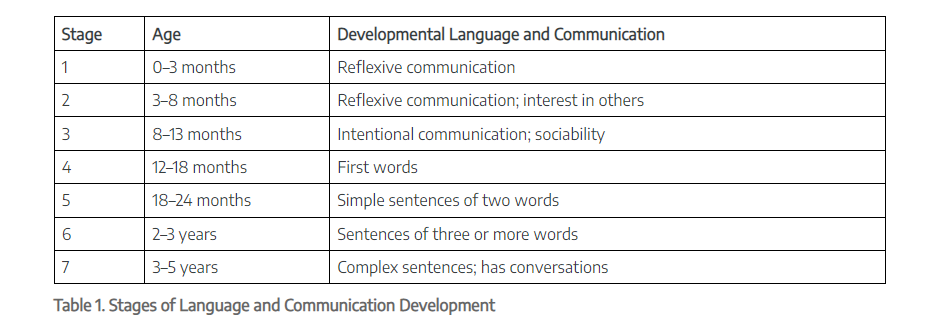 Stage Age Developmental Language and Communication
1 0–3 months Reflexive communication
2 3–8 months Reflexive communication; interest in others
3 8–13 months Intentional communication; sociability
4 12–18 months First words
5 18–24 months Simple sentences of two words
6 2–3 years Sentences of three or more words
7 3–5 years Complex sentences; has conversations
Table 1. Stages of Language and Communication Development